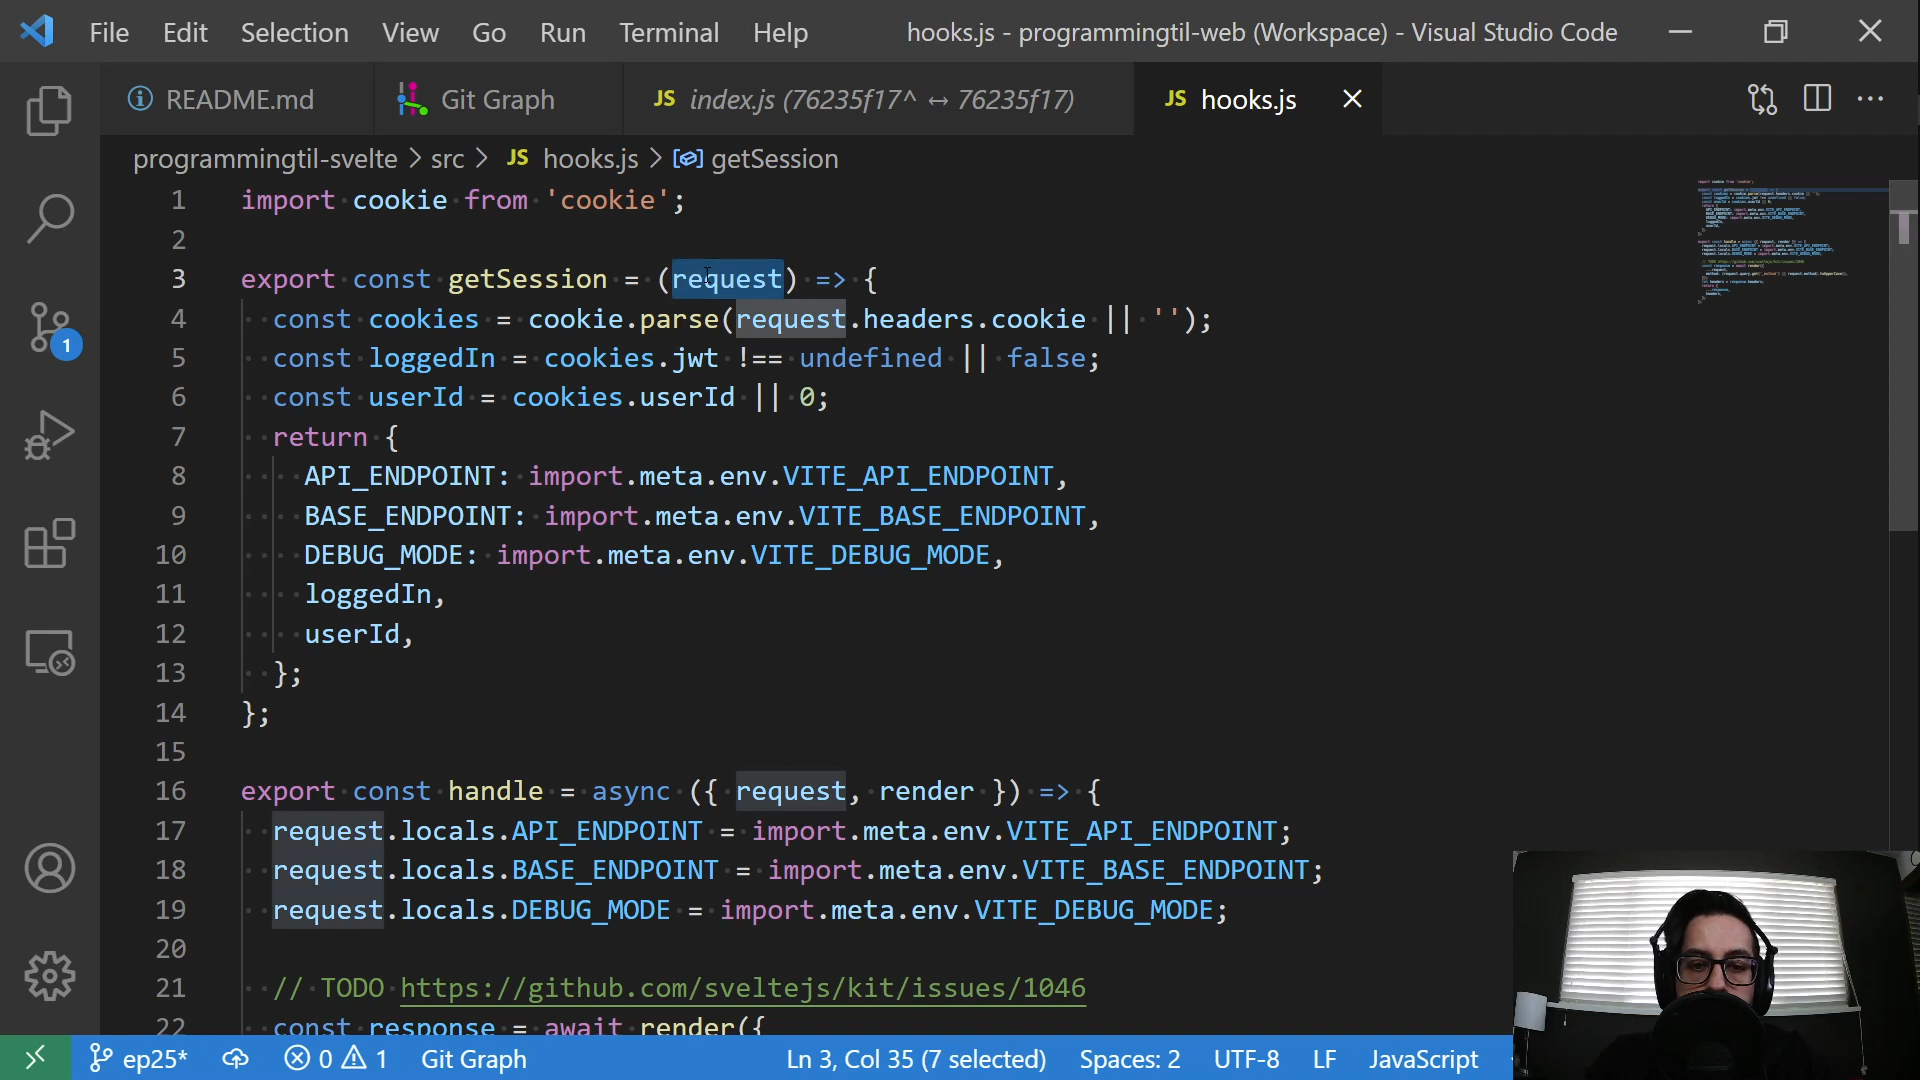 File Edit Selection View Go Run Terminal Help hooks.js - programmingtil-web (Workspace) - Visual Studio Code
README.md Git Graph JS index.js (76235f17^ ↔ 76235f17) JS hooks.js
programmingtil-svelte > src > JS hooks.js > getSession
1 import cookie from 'cookie';
2
3 export const getSession = (request) => {
4 const cookies = cookie.parse(request.headers.cookie || '');
5 const loggedIn = cookies.jwt !== undefined || false;
6 const userId = cookies.userId || 0;
7 return {
8 API_ENDPOINT: import.meta.env.VITE_API_ENDPOINT,
9 BASE_ENDPOINT: import.meta.env.VITE_BASE_ENDPOINT,
10 DEBUG_MODE: import.meta.env.VITE_DEBUG_MODE,
11 loggedIn,
12 userId,
13 };
14 };
15
16 export const handle = async ({ request, render }) => {
17 request.locals.API_ENDPOINT = import.meta.env.VITE_API_ENDPOINT;
18 request.locals.BASE_ENDPOINT = import.meta.env.VITE_BASE_ENDPOINT;
19 request.locals.DEBUG_MODE = import.meta.env.VITE_DEBUG_MODE;
20
21 // TODO https://github.com/sveltejs/kit/issues/1046
22 const response = await render({
1
ep25* 0 1 Git Graph Ln 3, Col 35 (7 selected) Spaces: 2 UTF-8 LF JavaScript